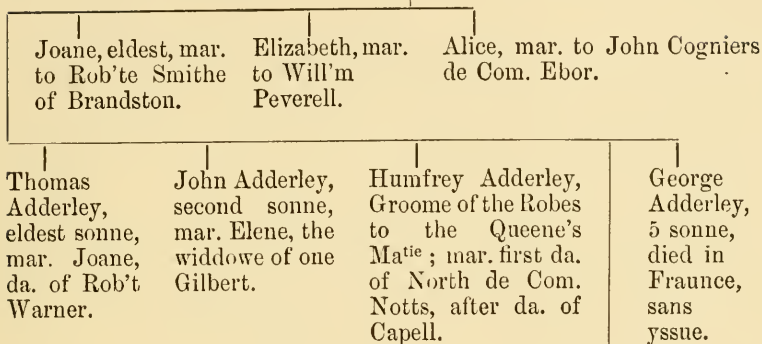 Joane, eldest, mar.
to Rob'te Smithe
of Brandston.
Elizabeth, mar.
to Will'm
Peverell.
Alice, mar. to John Cogniers
de Com. Ebor.
Thomas
Adderley,
eldest sonne,
mar. Joane,
da. of Rob't
Warner.
John Adderley,
second sonne,
mar. Elene, the
widdowe of one
Gilbert.
Humfrey Adderley,
Groome of the Robes
to the Queene's
Matie ; mar. first da.
of North de Com.
Notts, after da. of
Capell.
George
Adderley,
5 sonne,
died in
Fraunce,
sans
yssue.